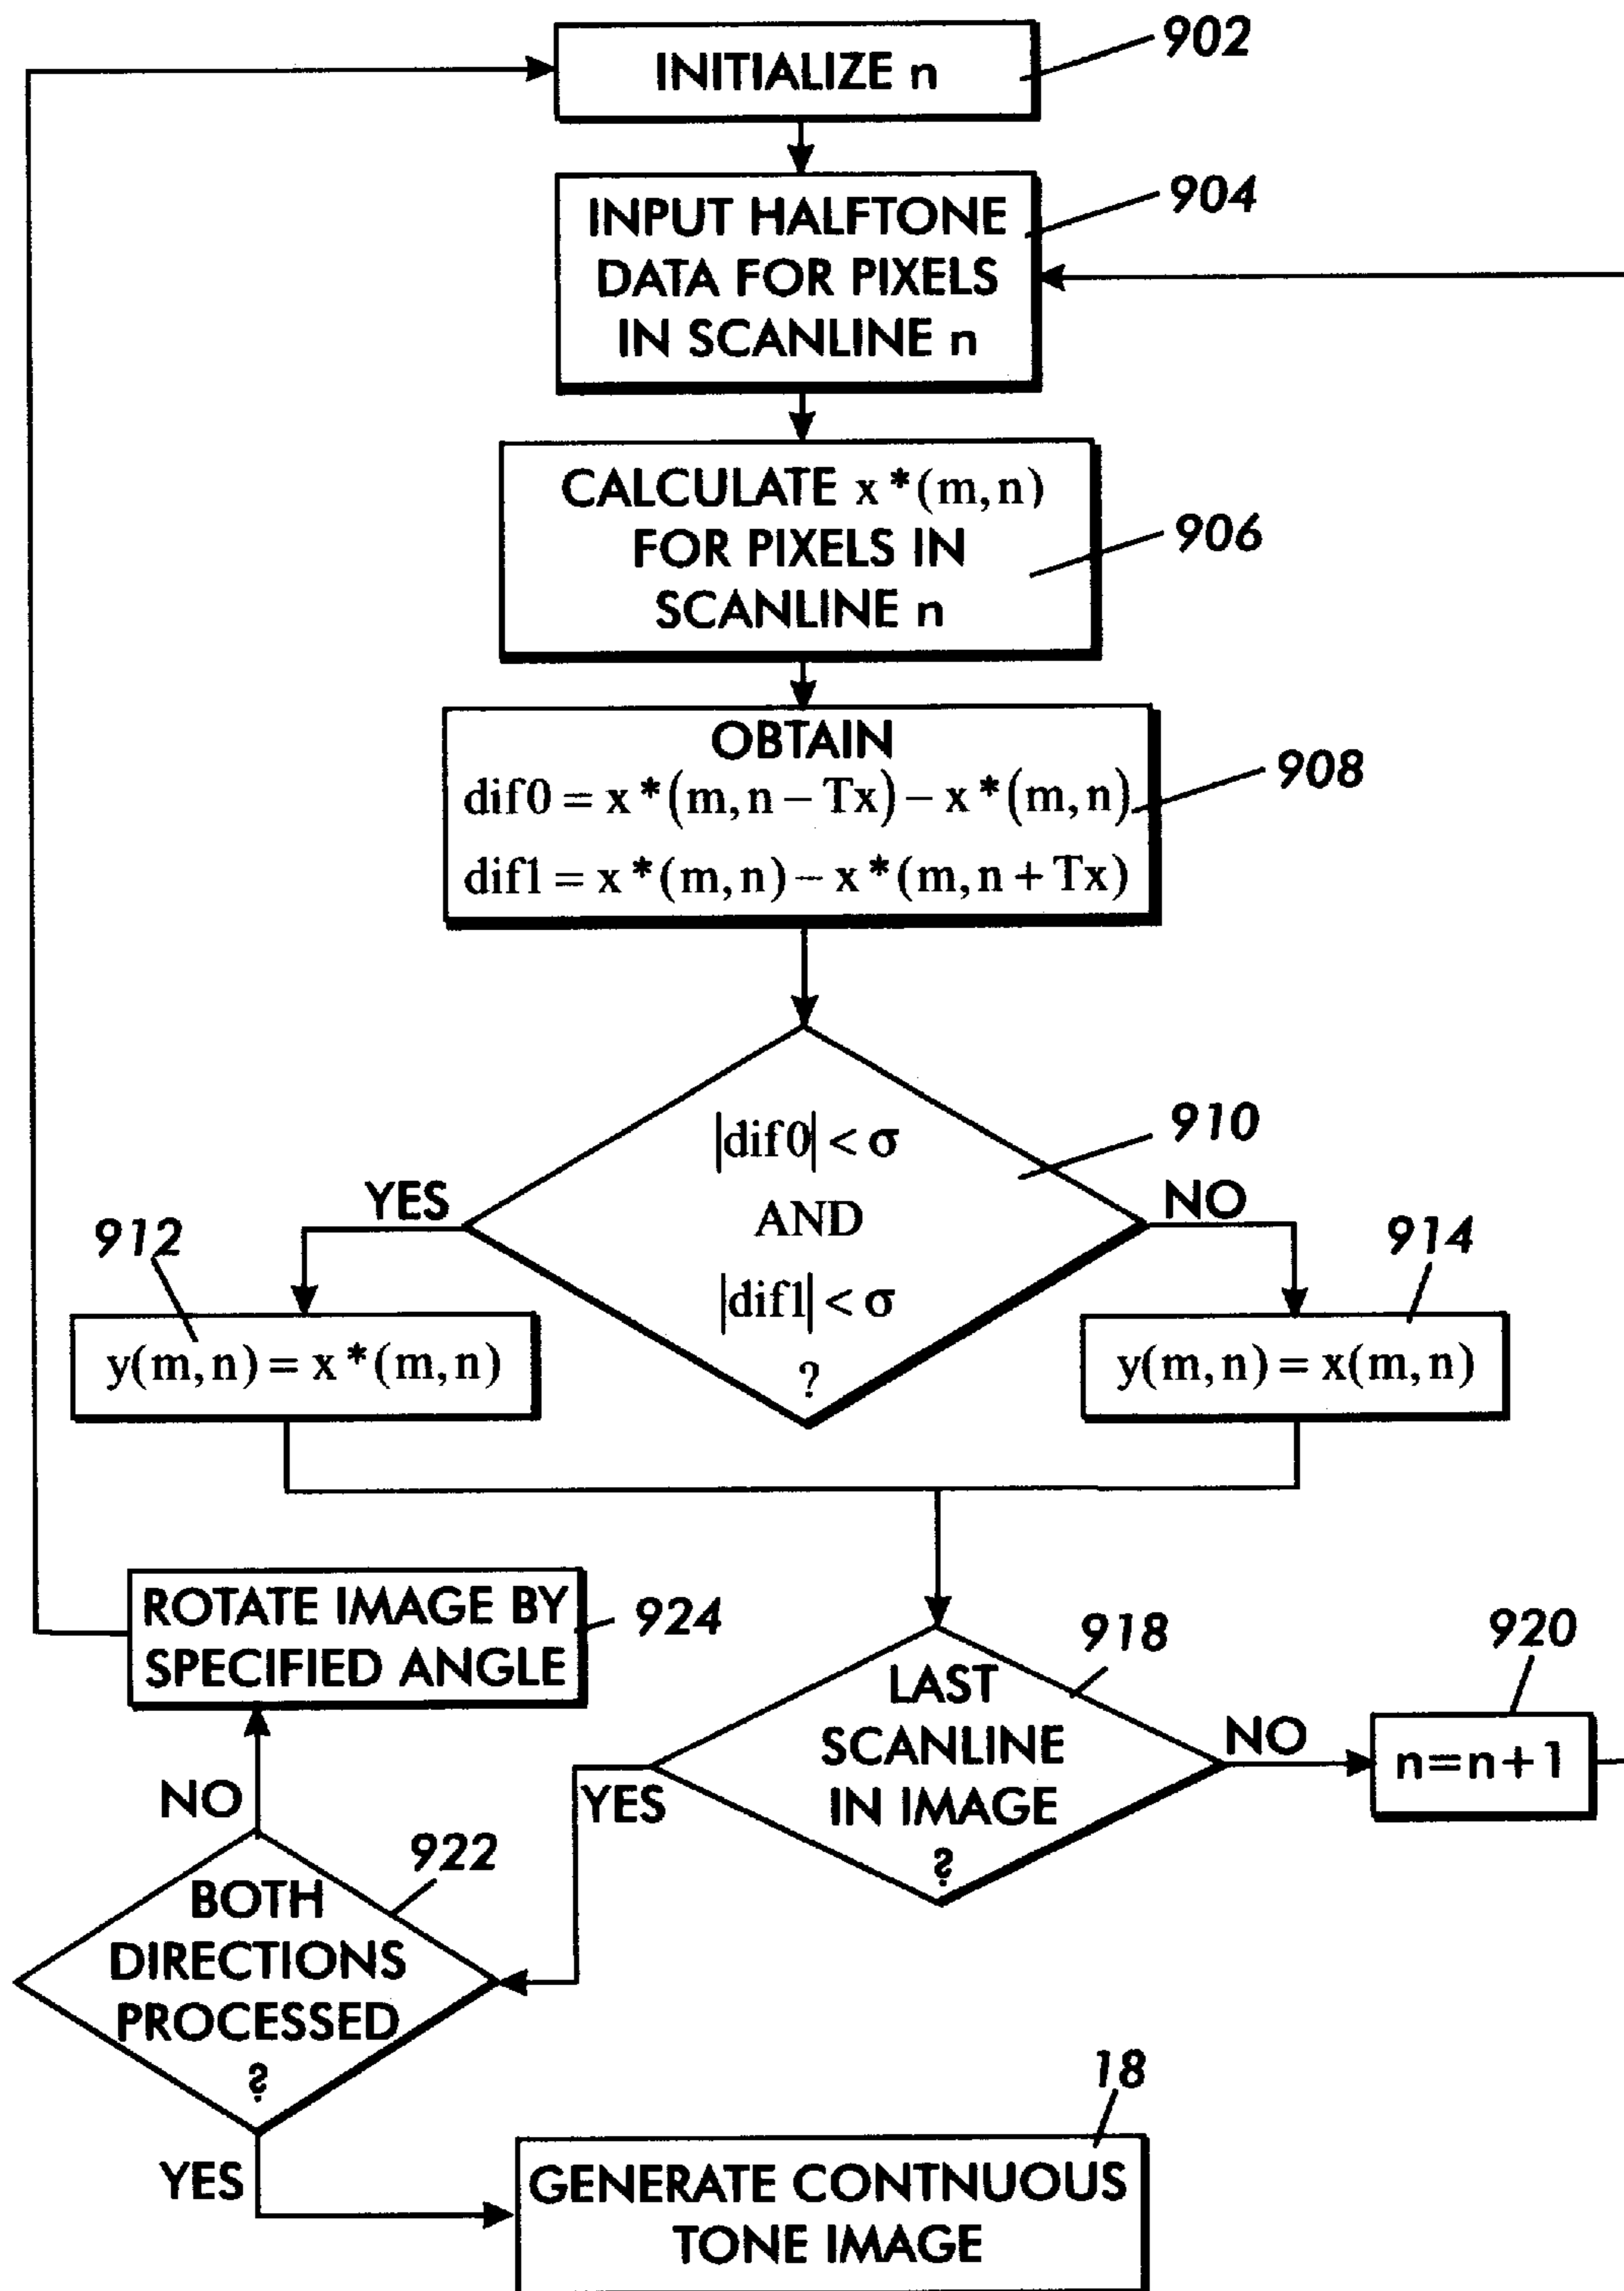 902
INITIALIZE n
904
INPUT HALFTONE
DATA FOR PIXELS
IN SCANLINE n
CALCULATE x*(m,n)
FOR PIXELS IN
SCANLINE n
906
OBTAIN
dif0 = x*(m,n − Tx) − x*(m,n)
dif1 = x*(m,n) − x*(m,n + Tx)
908
|dif0| < σ
AND
|dif1| < σ
?
910
YES
NO
912
y(m,n) = x*(m,n)
914
y(m,n) = x(m,n)
ROTATE IMAGE BY
SPECIFIED ANGLE
924
918
LAST
SCANLINE
IN IMAGE
?
NO
920
n=n+1
YES
NO
922
BOTH
DIRECTIONS
PROCESSED
?
YES
18
GENERATE CONTNUOUS
TONE IMAGE